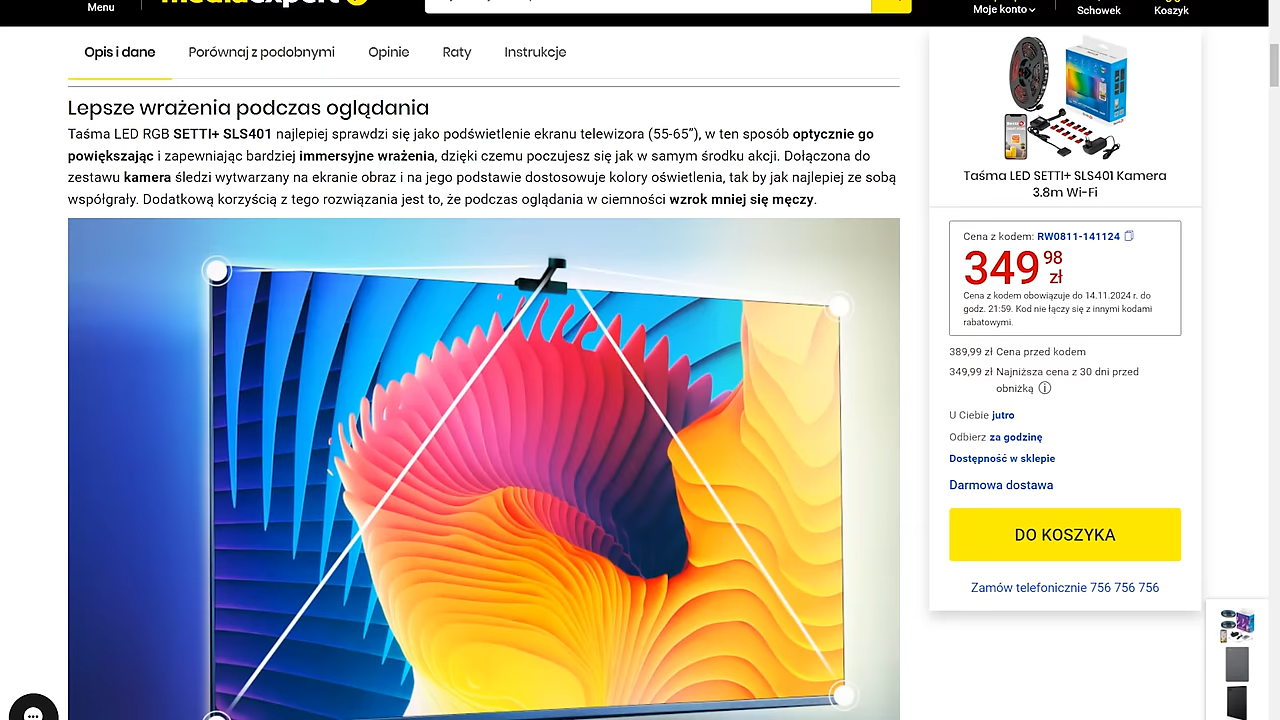 Menu
mediaexpert
Moje konto
Schowek
Koszyk
Opis i dane
Porównaj z podobnymi
Opinie
Raty
Instrukcje
Lepsze wrażenia podczas oglądania
Taśma LED RGB SETTI+ SLS401 najlepiej sprawdzi się jako podświetlenie ekranu telewizora (55-65”), w ten sposób optycznie go
powiększając i zapewniając bardziej immersyjne wrażenia, dzięki czemu poczujesz się jak w samym środku akcji. Dołączona do
zestawu kamera śledzi wytwarzany na ekranie obraz i na jego podstawie dostosowuje kolory oświetlenia, tak by jak najlepiej ze sobą
współgrały. Dodatkową korzyścią z tego rozwiązania jest to, że podczas oglądania w ciemności wzrok mniej się męczy.
Taśma LED SETTI+ SLS401 Kamera
3.8m Wi-Fi
Cena z kodem: RW0811-141124
349 98 zł
Cena z kodem obowiązuje do 14.11.2024 r. do
godz. 21:59. Kod nie łączy się z innymi kodami
rabatowymi.
389,99 zł Cena przed kodem
349,99 zł Najniższa cena z 30 dni przed
obniżką
U Ciebie jutro
Odbierz za godzinę
Dostępność w sklepie
Darmowa dostawa
DO KOSZYKA
Zamów telefonicznie 756 756 756